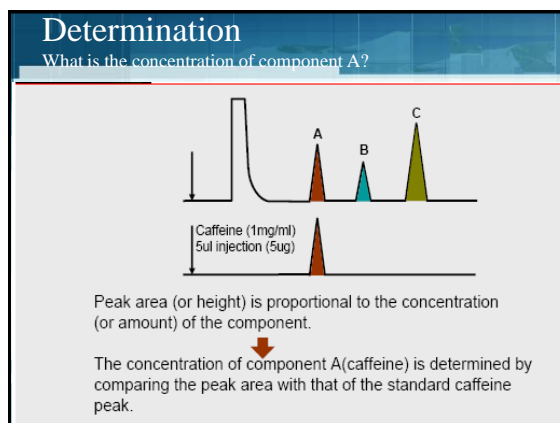 Determination
What is the concentration of component A?
A
B
C
Caffeine (1mg/ml)
5ul injection (5ug)
Peak area (or height) is proportional to the concentration
(or amount) of the component.
The concentration of component A(caffeine) is determined by
comparing the peak area with that of the standard caffeine
peak.